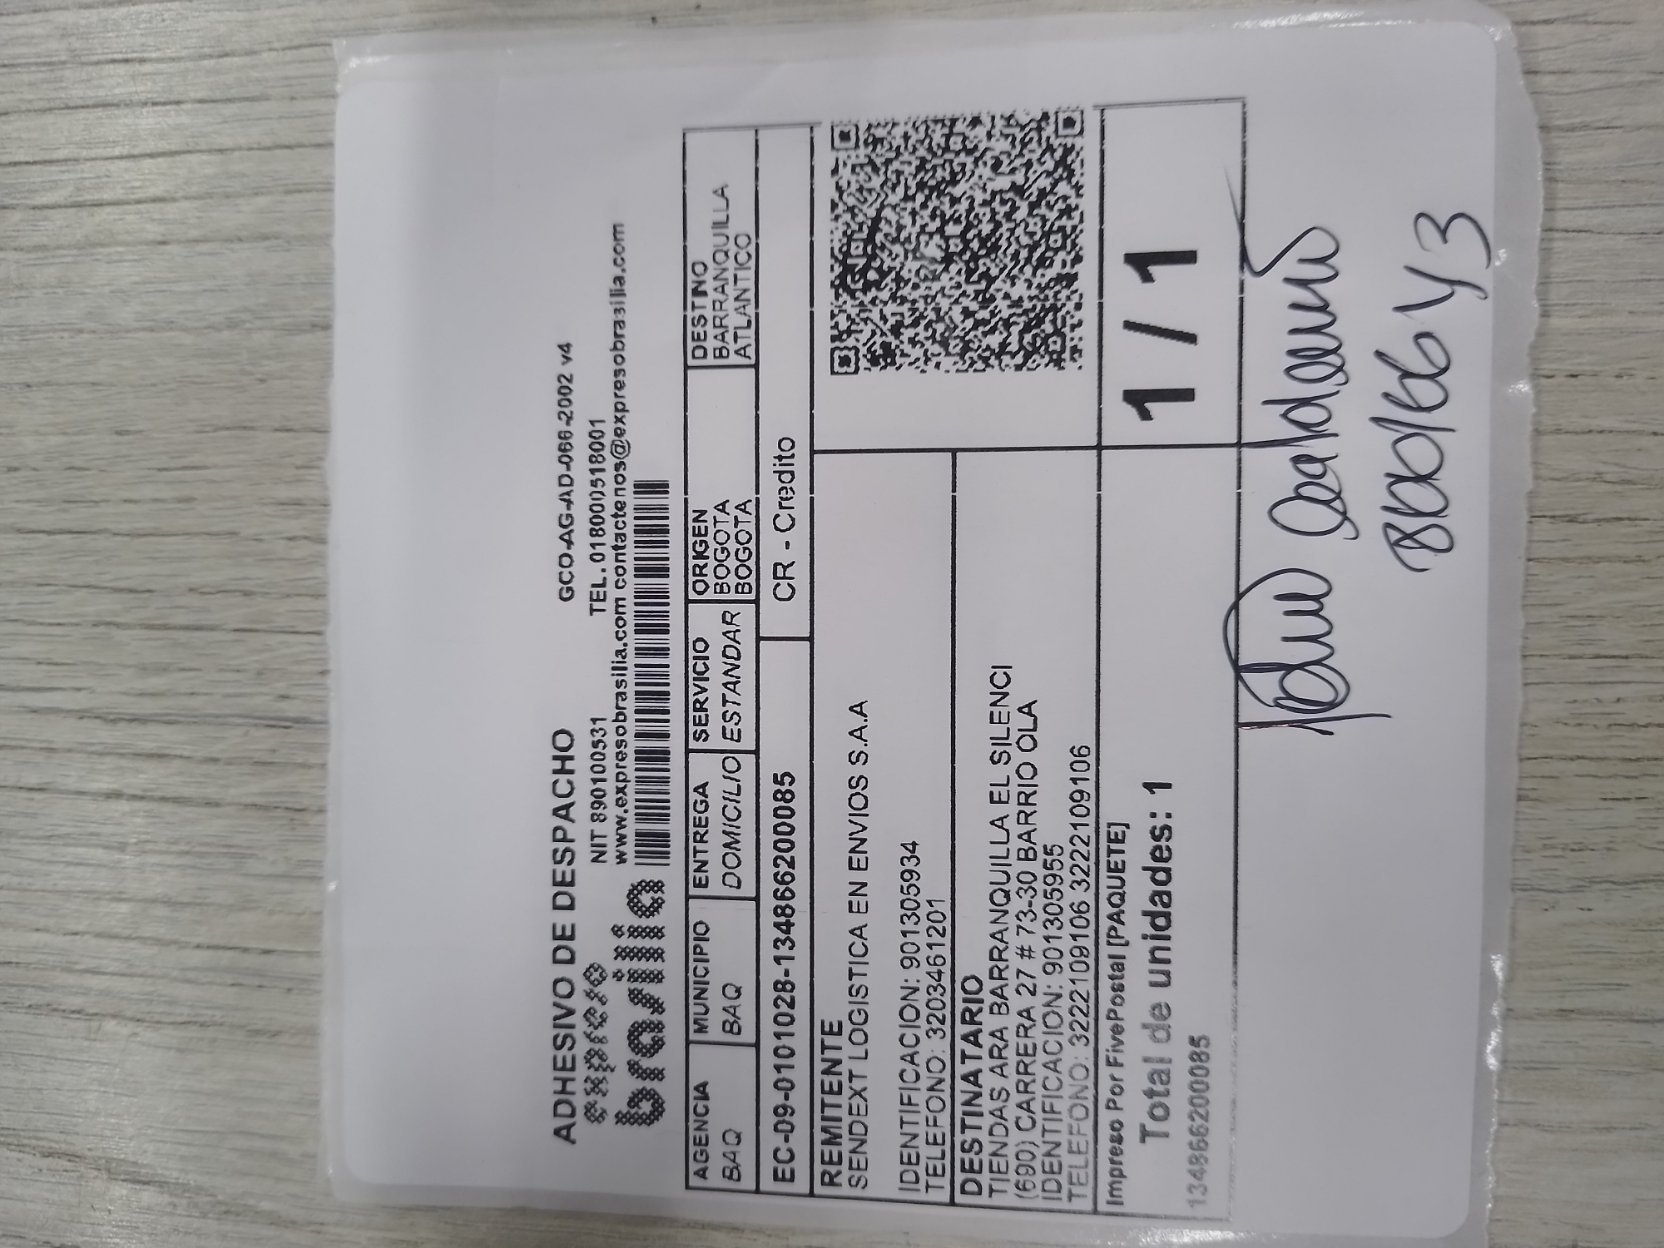 ADHESIVO DE DESPACHO GCO-AG-AD-066-2002 v4
expreso
brasilia
NIT 890100531 TEL. 018000518001
www.expresobrasilia.com contactenos@expresobrasilia.com
AGENCIA MUNICIPIO ENTREGA SERVICIO ORIGEN DESTINO
BAQ BAQ DOMICILIO ESTANDAR BOGOTA BARRANQUILLA
BOGOTA ATLANTICO
EC-09-0101028-1348662000085 CR - Credito
REMITENTE
SENDEXT LOGISTICA EN ENVIOS S.A.A
IDENTIFICACION: 901305934
TELEFONO: 3203461201
DESTINATARIO
TIENDAS ARA BARRANQUILLA EL SILENCI
(690) CARRERA 27 # 73-30 BARRIO OLA
IDENTIFICACION: 901305955
TELEFONO: 3222109106 3222109106
Impreso Por FivePostal [PAQUETE]
Total de unidades: 1 1 / 1
1348662000085